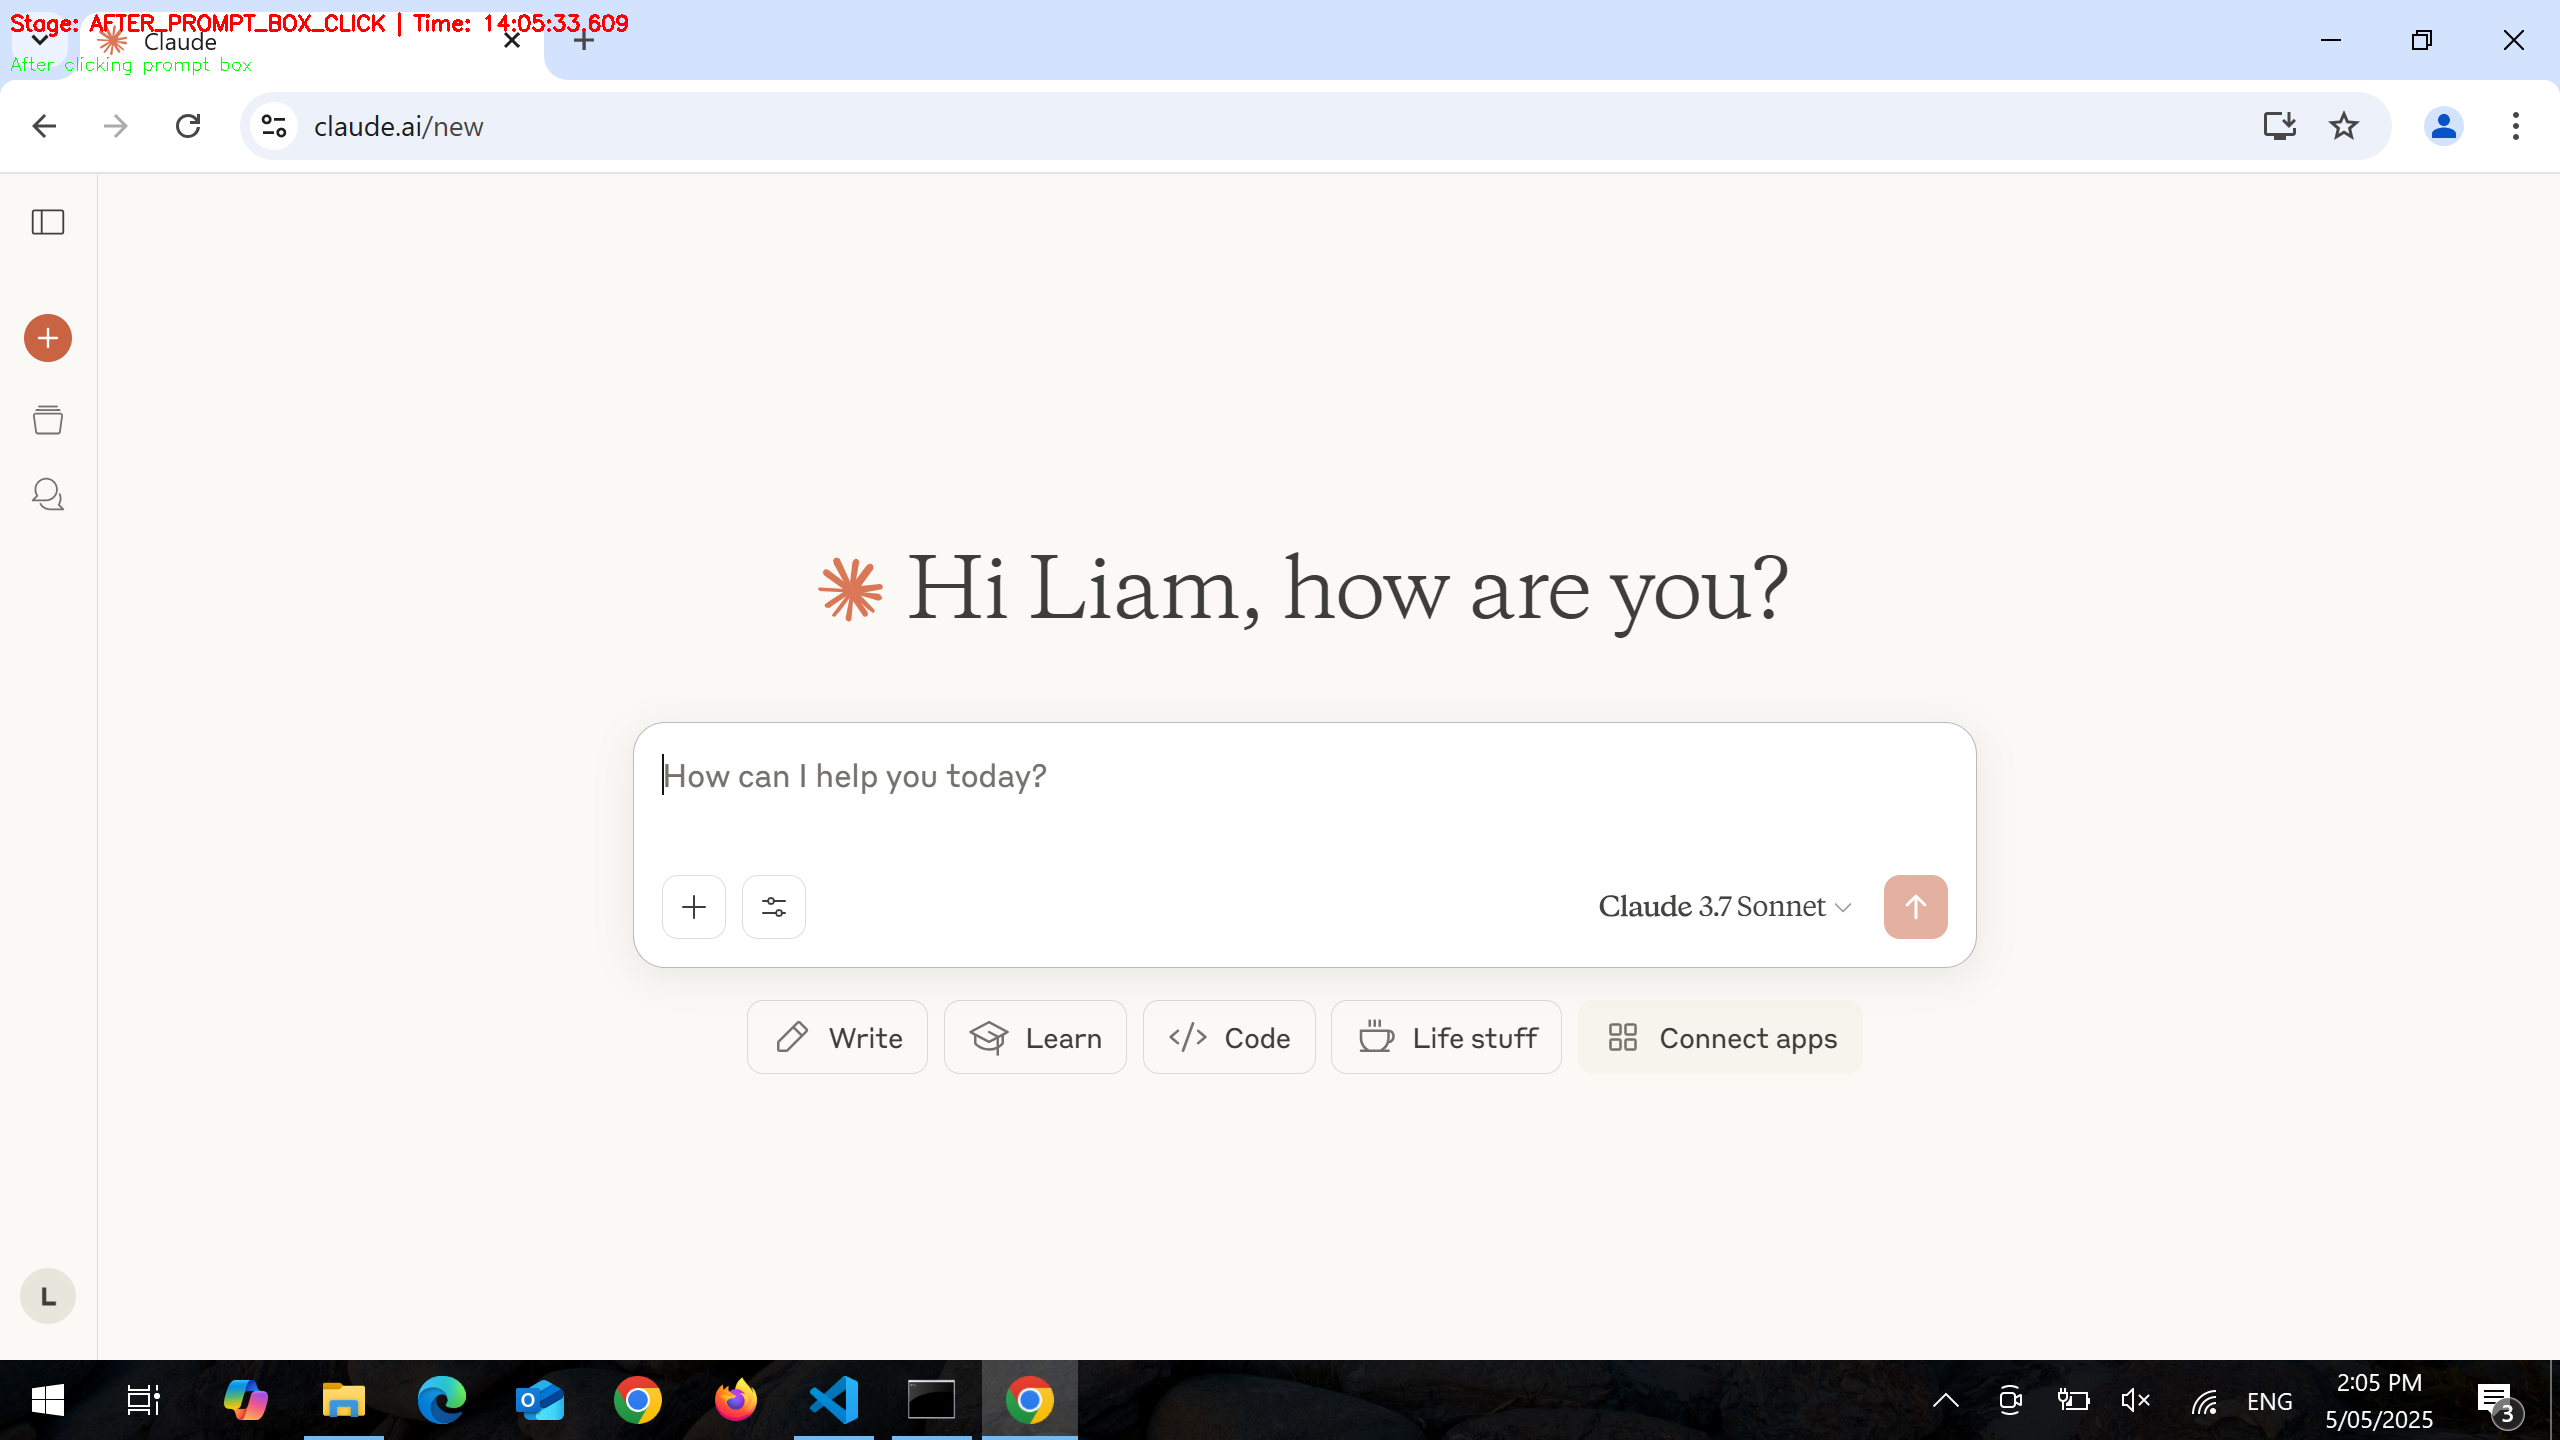 Stage: AFTER_PROMPT_BOX_CLICK | Time: 14:05:33.609
Claude
After clicking prompt box
claude.ai/new
Hi Liam, how are you?
How can I help you today?
Claude 3.7 Sonnet
Write
Learn
Code
Life stuff
Connect apps
L
ENG
2:05 PM
5/05/2025
3